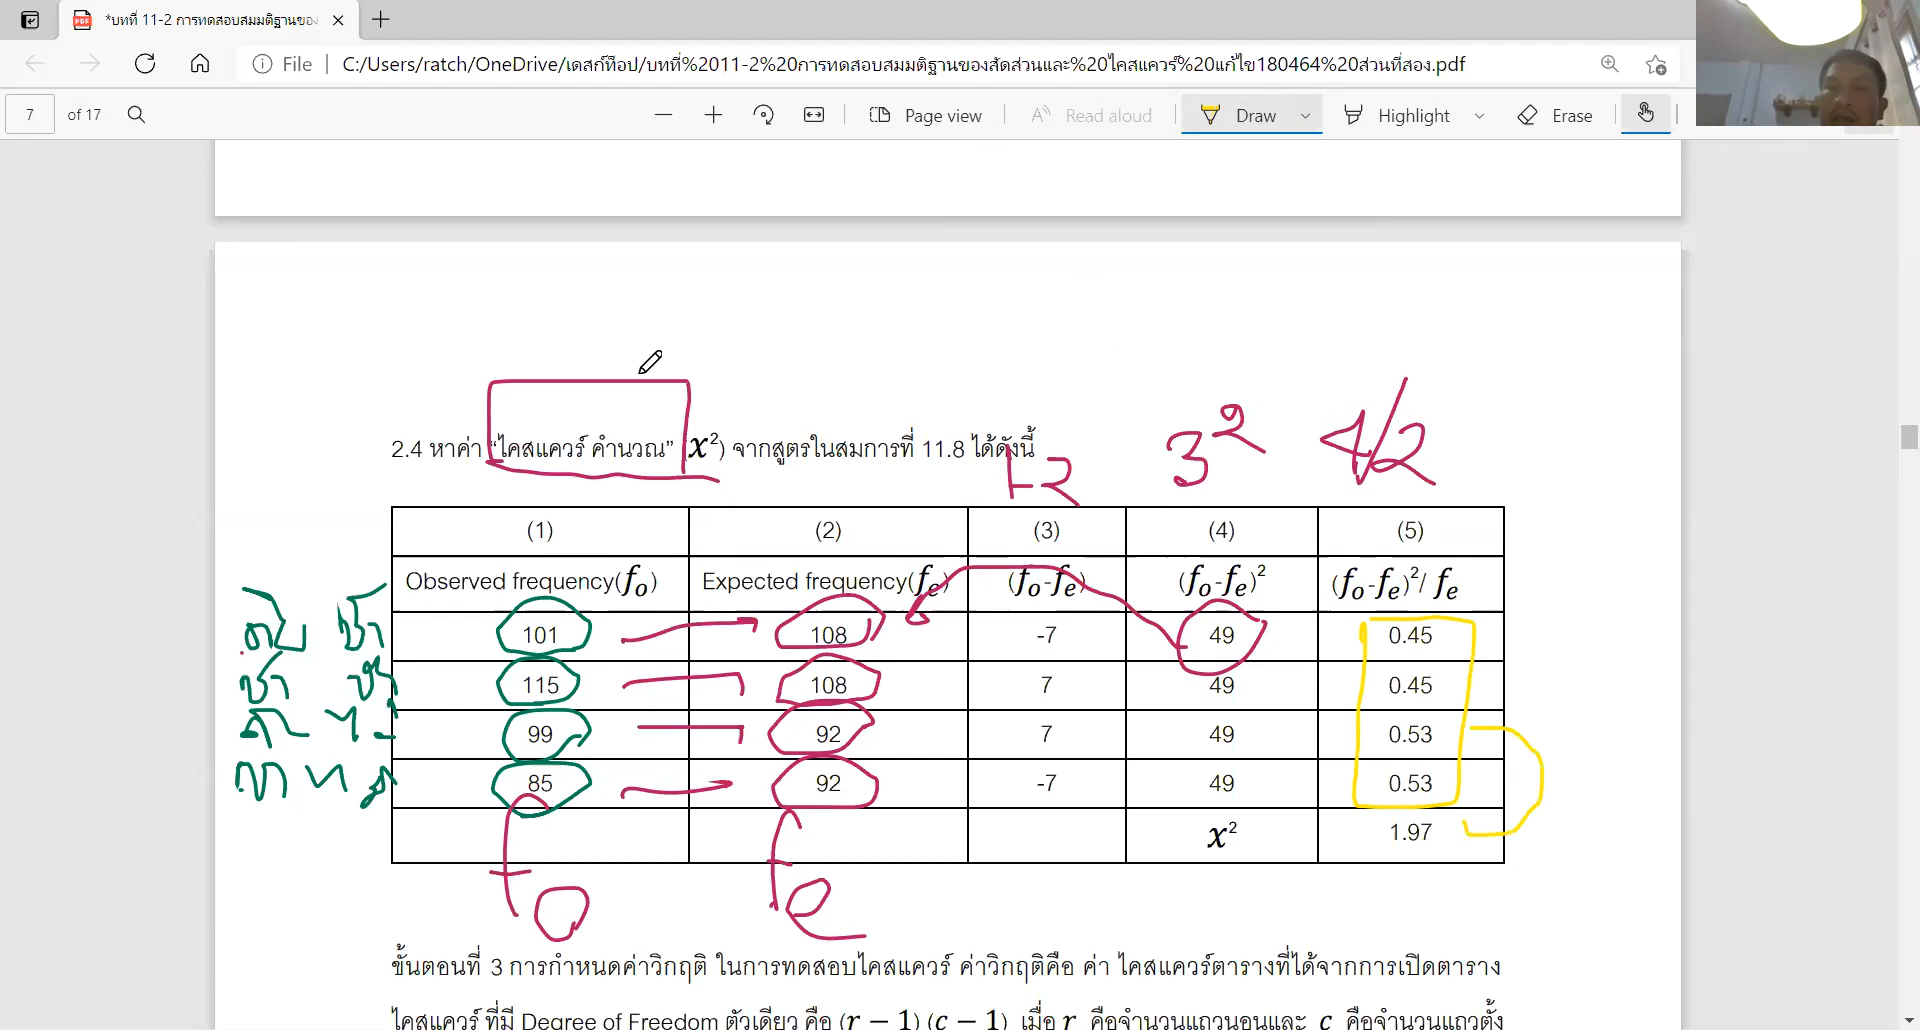 *บทที่ 11-2 การทดสอบสมมติฐานของ
File
C:/Users/ratch/OneDrive/เดสก์ท็อป/บทที่%2011-2%20การทดสอบสมมติฐานของสัดส่วนและ%20ไคสแควร์%20แก้ไข180464%20ส่วนที่สอง.pdf
7 of 17
Page view
Read aloud
Draw
Highlight
Erase
3² 4/2
2.4 หาค่า “ไคสแควร์ คำนวณ” (x²) จากสูตรในสมการที่ 11.8 ได้ดังนี้
1-2
(1) (2) (3) (4) (5)
Observed frequency(fo) Expected frequency(fe) (fo-fe) (fo-fe)² (fo-fe)²/ fe
101 108 -7 49 0.45
115 108 7 49 0.45
99 92 7 49 0.53
85 92 -7 49 0.53
x² 1.97
fo fe
ขั้นตอนที่ 3 การกำหนดค่าวิกฤติ ในการทดสอบไคสแควร์ ค่าวิกฤติคือ ค่า ไคสแควร์ตารางที่ได้จากการเปิดตาราง
ไคสแควร์ ที่มี Degree of Freedom ตัวเดียว คือ (r − 1) (c − 1) เมื่อ r คือจำนวนแถวนอนและ c คือจำนวนแถวตั้ง